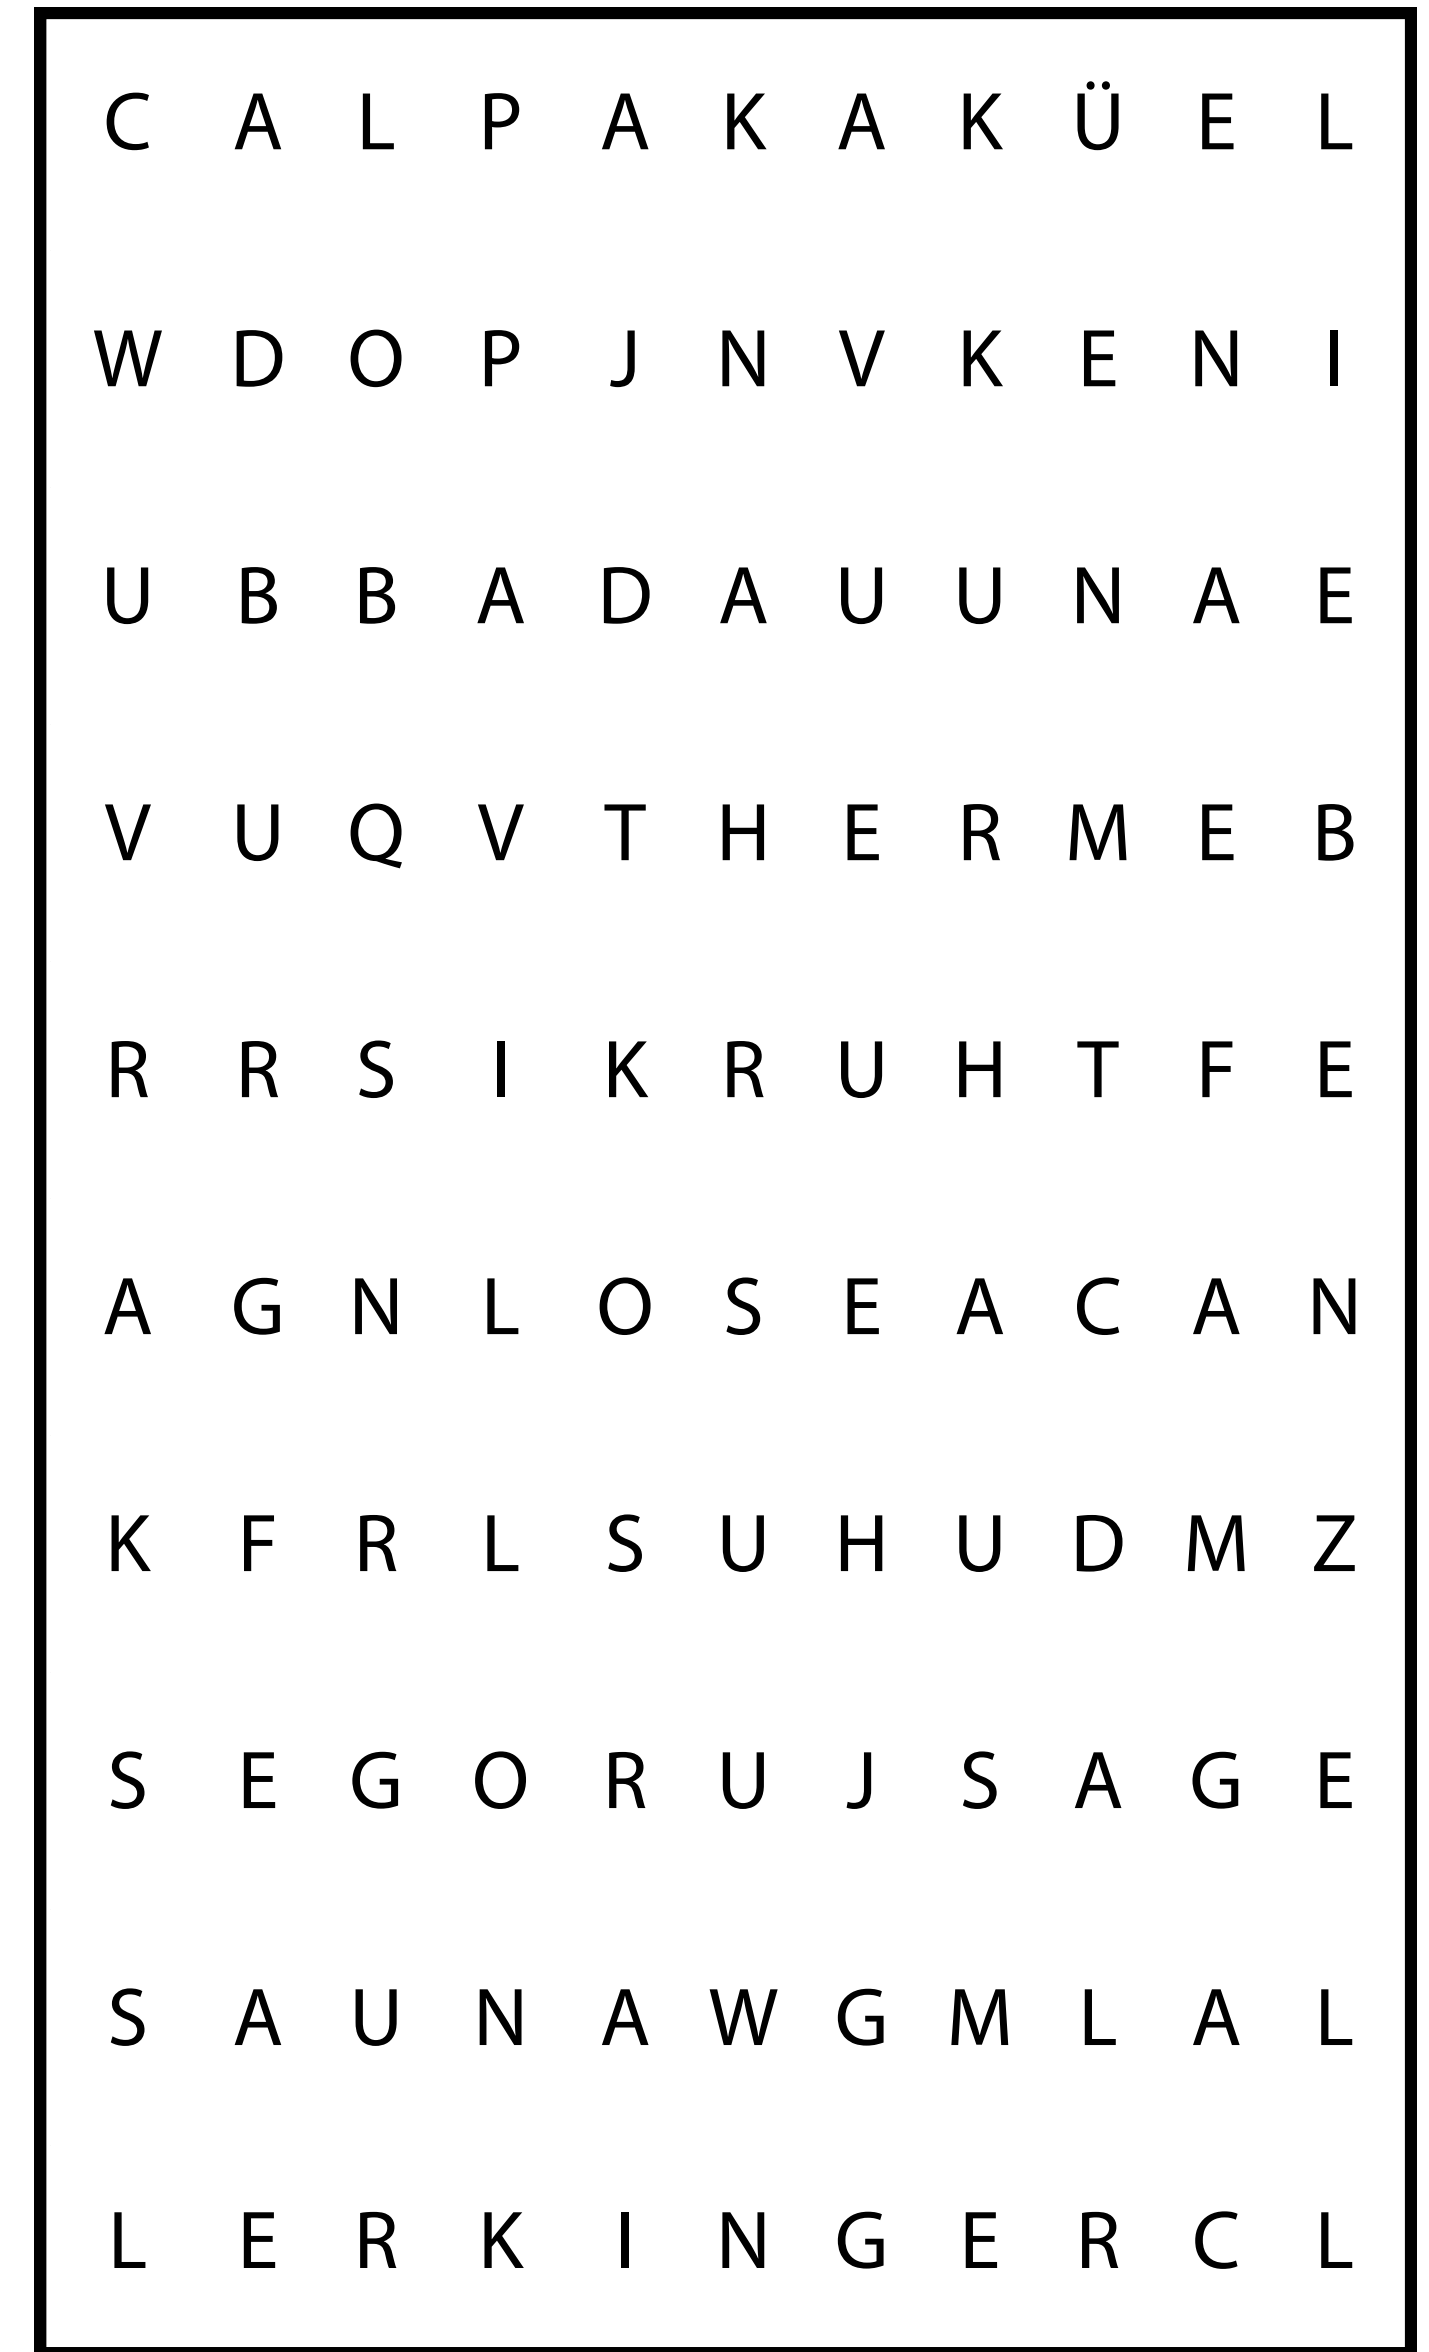 C A L P A K A K Ü E L
W D O P J N V K E N I
U B B A D A U U N A E
V U Q V T H E R M E B
R R S I K R U H T F E
A G N L O S E A C A N
K F R L S U H U D M Z
S E G O R U J S A G E
S A U N A W G M L A L
L E R K I N G E R C L